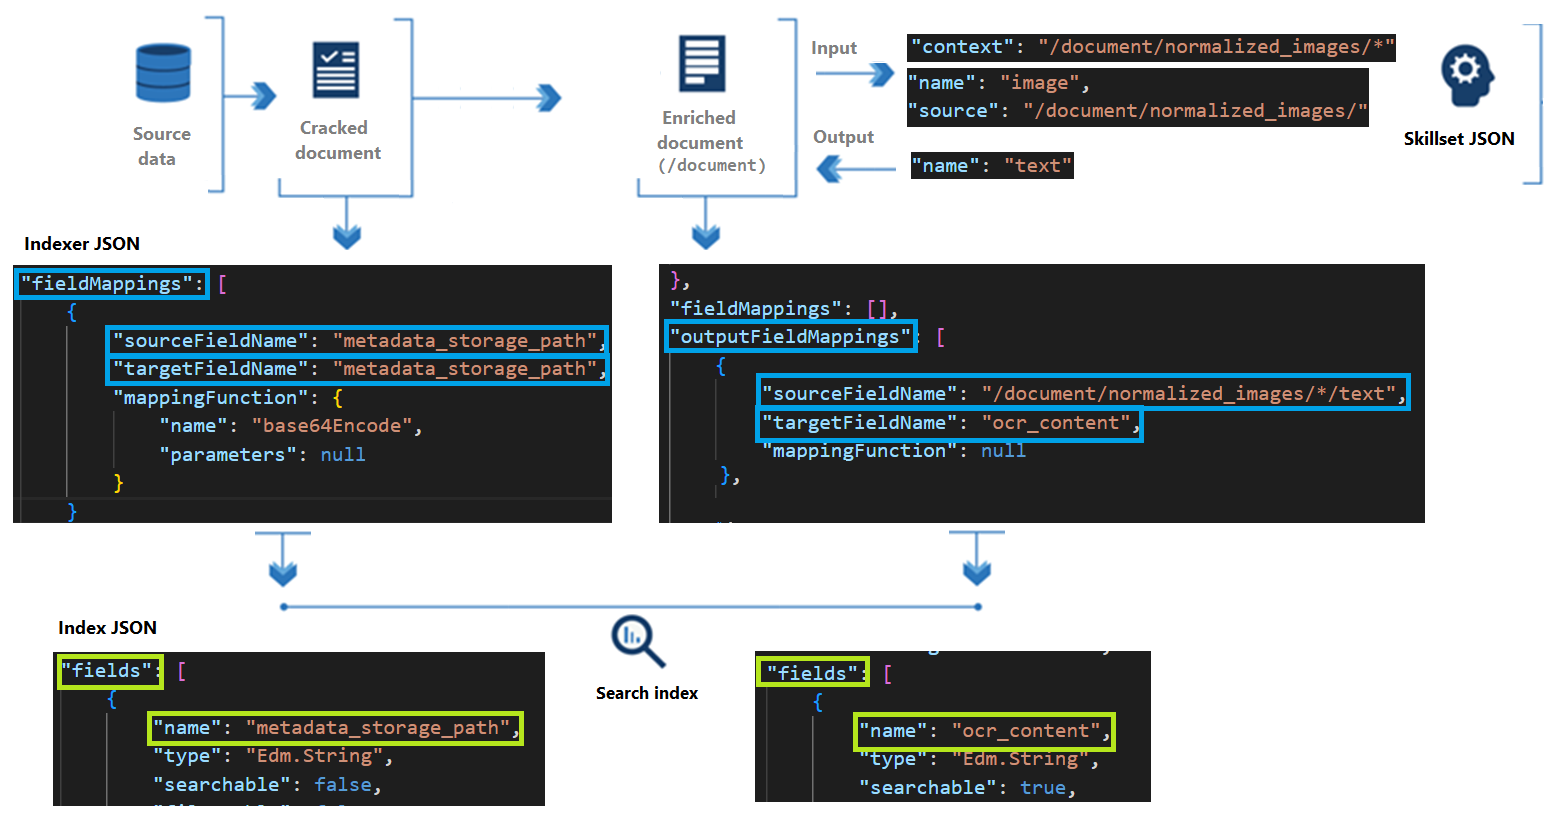 Source
data
Cracked
document
Enriched
document
(/document)
Input
"context": "/document/normalized_images/*"
"name": "image",
"source": "/document/normalized_images/"
Output
"name": "text"
Skillset JSON
Indexer JSON
"fieldMappings": [
{
"sourceFieldName": "metadata_storage_path",
"targetFieldName": "metadata_storage_path",
"mappingFunction": {
"name": "base64Encode",
"parameters": null
}
}
},
"fieldMappings": [],
"outputFieldMappings": [
{
"sourceFieldName": "/document/normalized_images/*/text",
"targetFieldName": "ocr_content",
"mappingFunction": null
},
Index JSON
"fields": [
{
"name": "metadata_storage_path",
"type": "Edm.String",
"searchable": false,
Search index
"fields": [
{
"name": "ocr_content",
"type": "Edm.String",
"searchable": true,